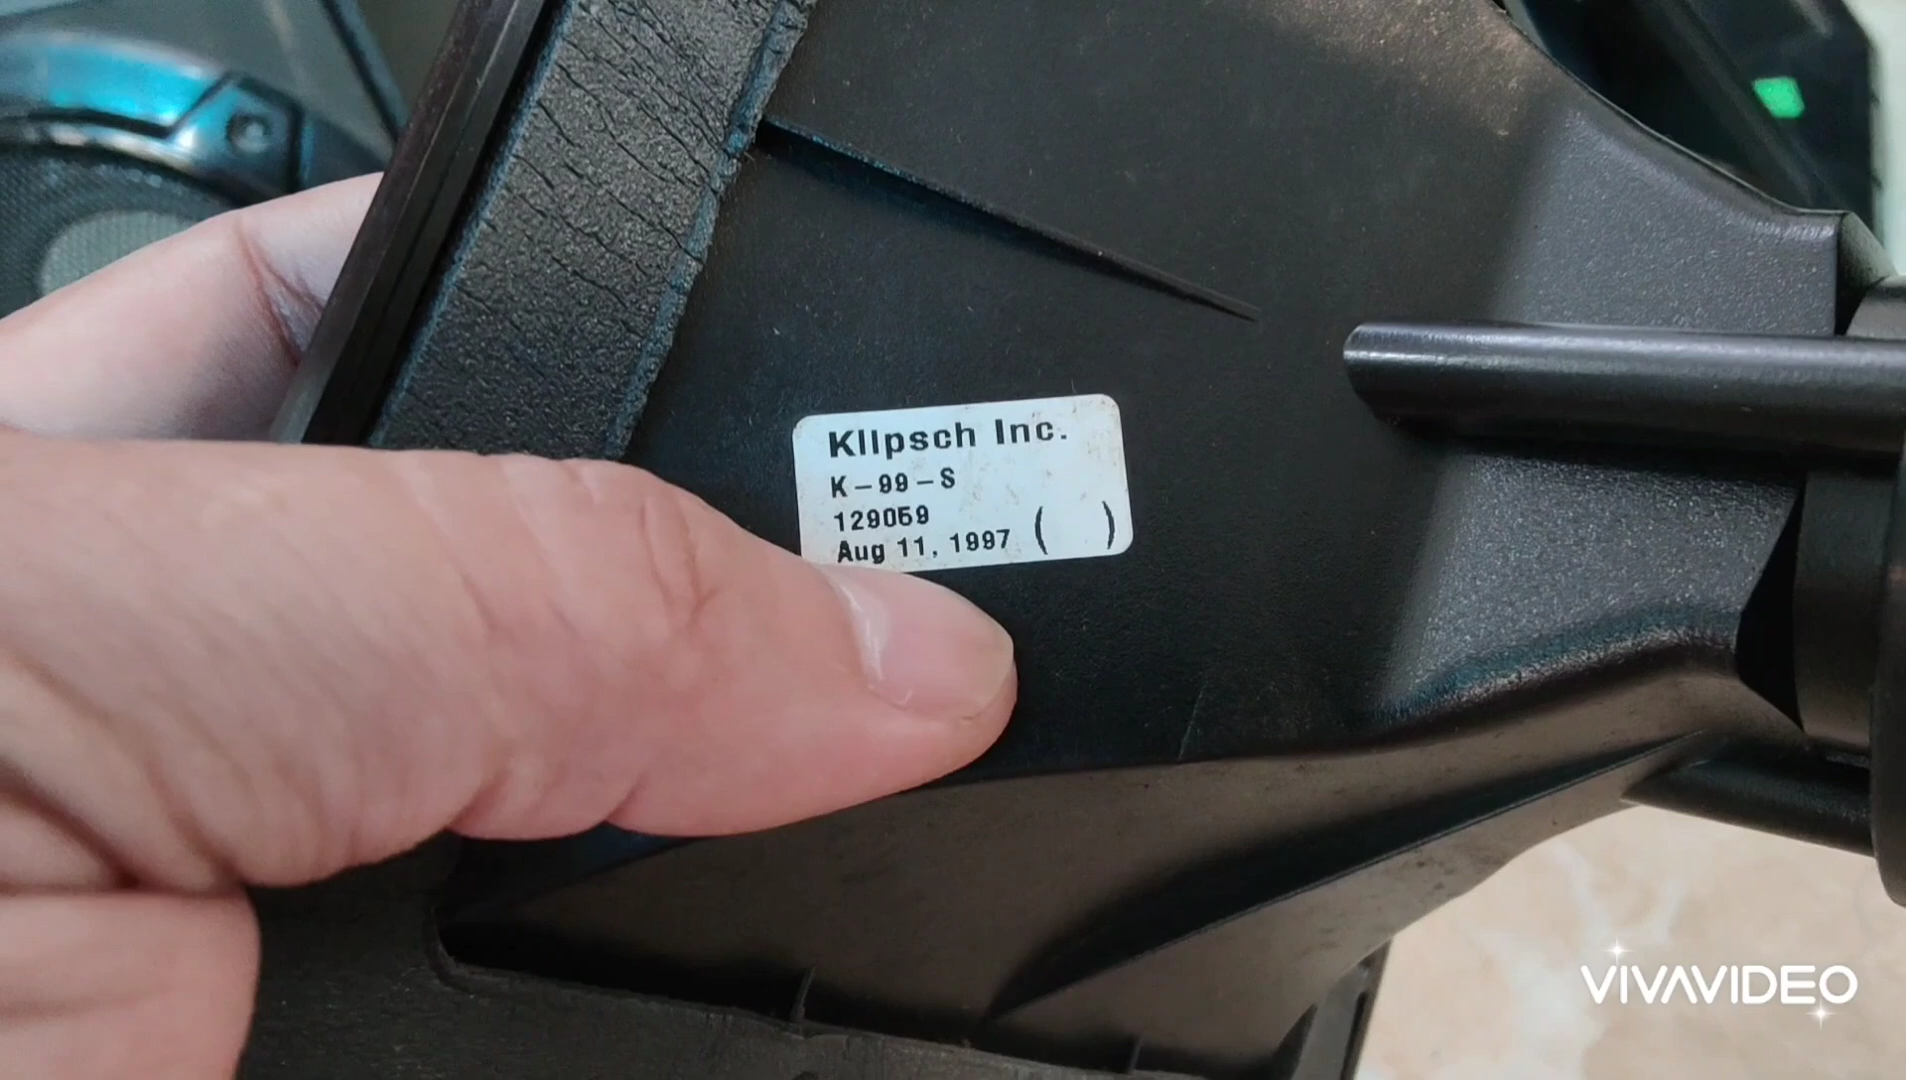 Klipsch Inc.
K-99-S
129059
Aug 11, 1997 ( )
VIVAVIDEO